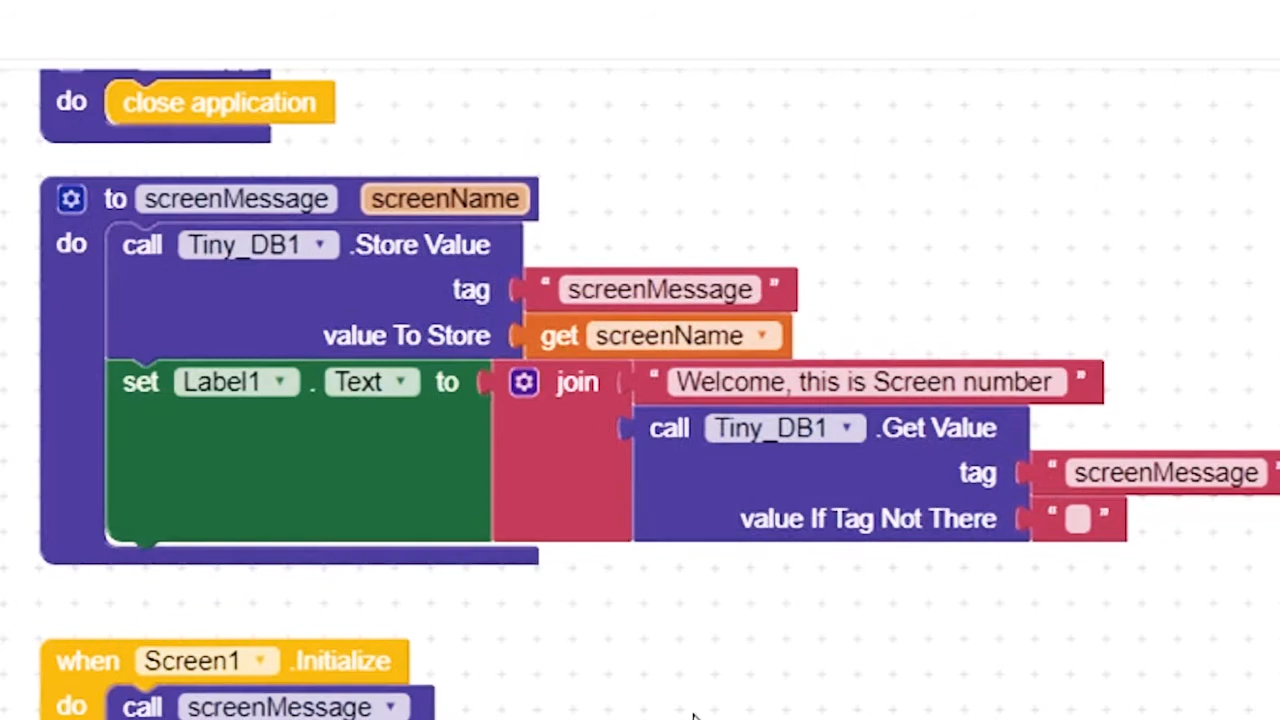 do close application
to screenMessage screenName
do call Tiny_DB1 .Store Value
tag “ screenMessage ”
value To Store get screenName
set Label1 . Text to join “ Welcome, this is Screen number ”
call Tiny_DB1 .Get Value
tag “ screenMessage ”
value If Tag Not There “ ”
when Screen1 .Initialize
do call screenMessage